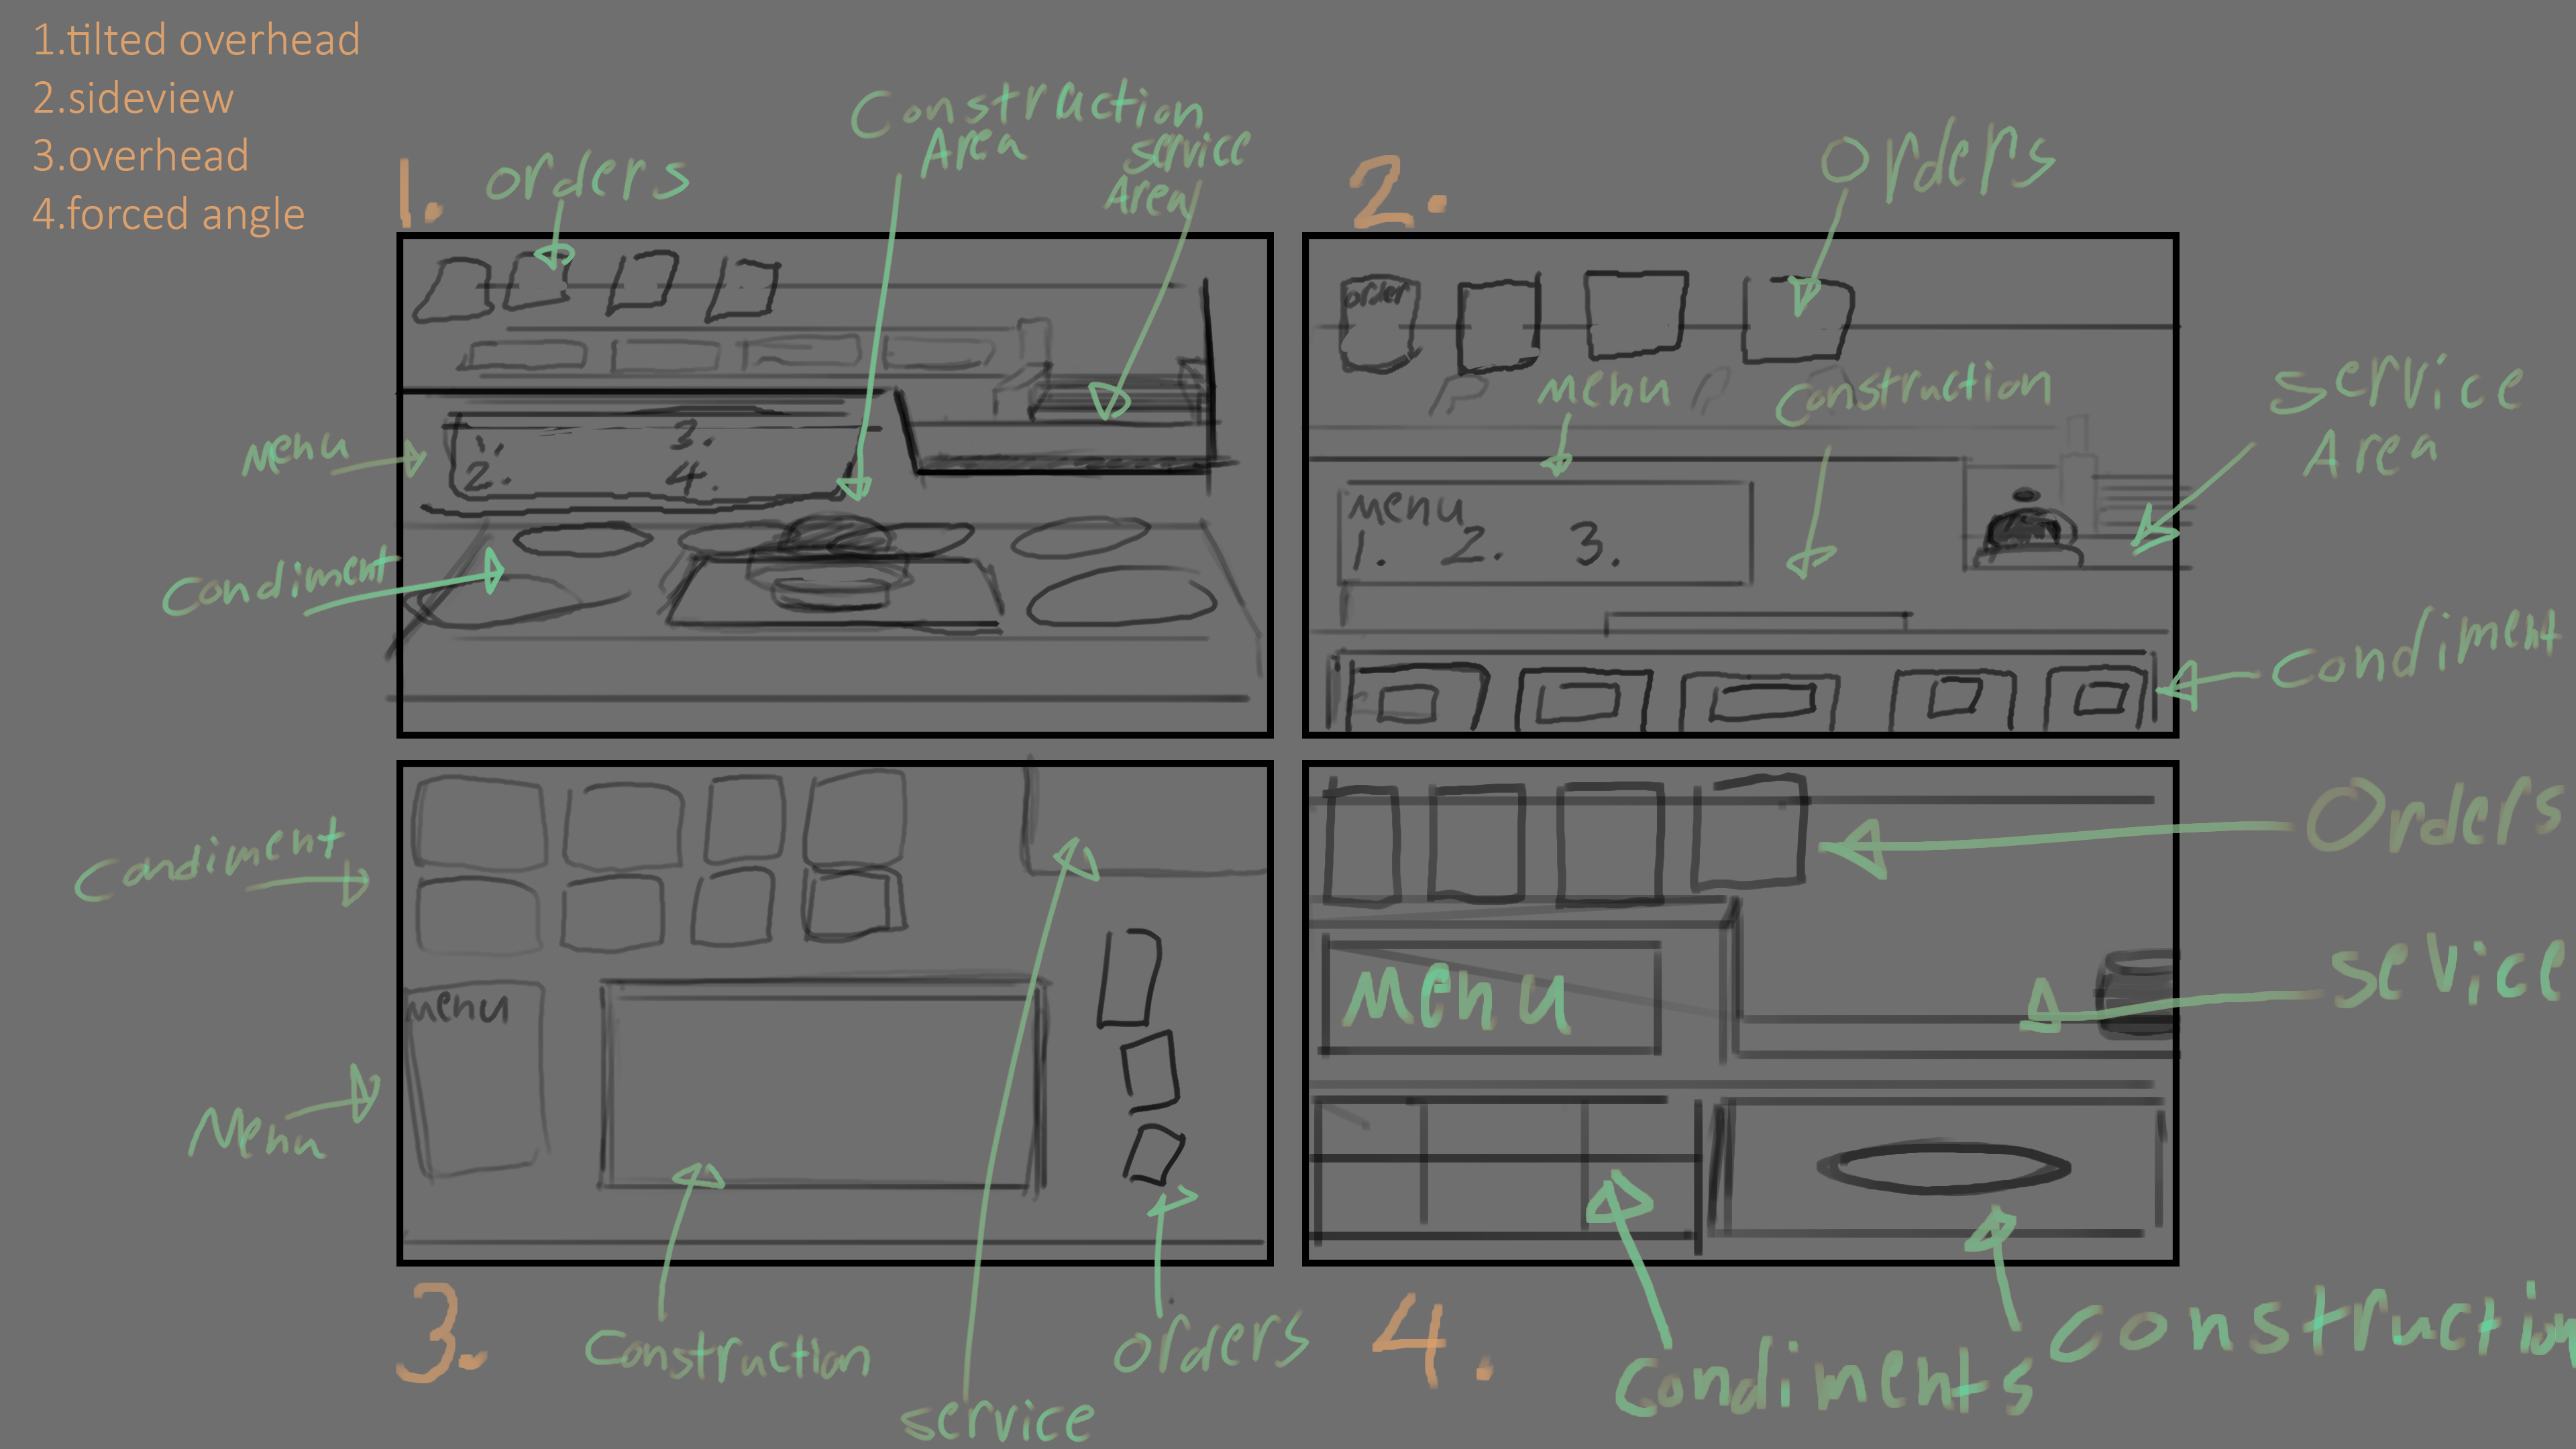 1.tilted overhead
2.sideview
3.overhead
4.forced angle
1.
orders
Construction
Area
service
Area
menu
1. 3.
2. 4.
Condiment
2.
Orders
order
menu
Construction
service
Area
menu
1. 2. 3.
Condiment
Condiment
menu
Menu
3.
Construction
service
Orders
Orders
Menu
sevice
4.
Condiments
Construction